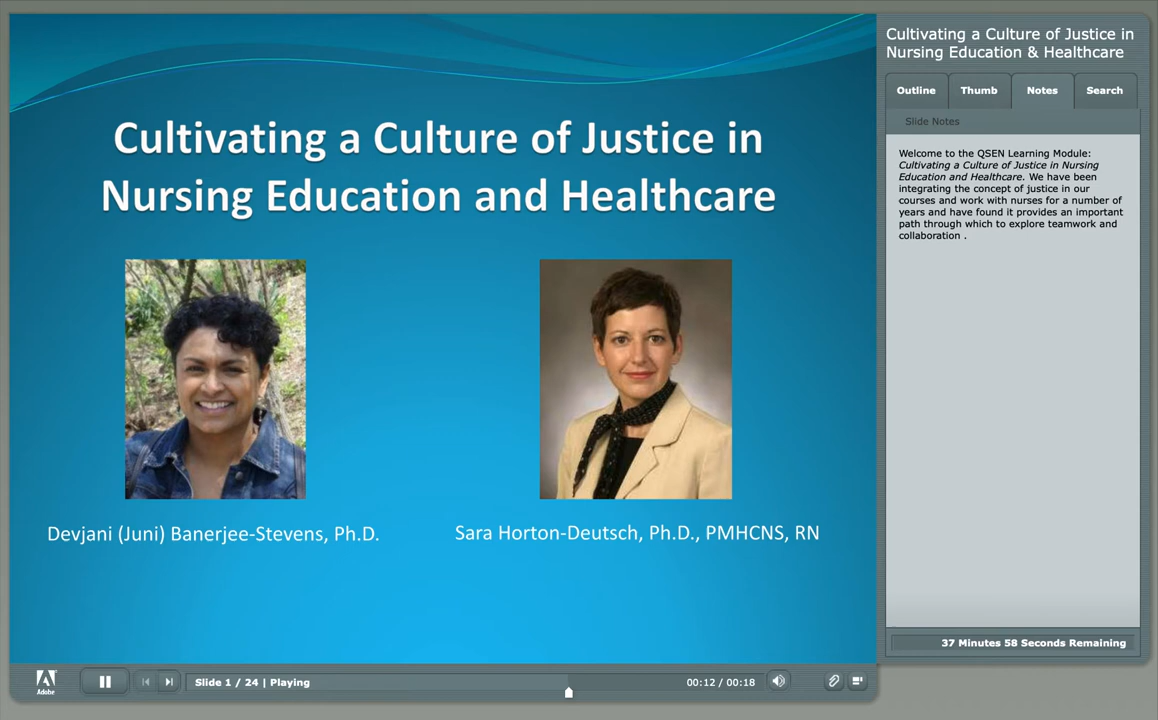 Cultivating a Culture of Justice in
Nursing Education and Healthcare
Devjani (Juni) Banerjee-Stevens, Ph.D.
Sara Horton-Deutsch, Ph.D., PMHCNS, RN
Cultivating a Culture of Justice in
Nursing Education & Healthcare
Outline
Thumb
Notes
Search
Slide Notes
Welcome to the QSEN Learning Module:
Cultivating a Culture of Justice in Nursing
Education and Healthcare. We have been
integrating the concept of justice in our
courses and work with nurses for a number of
years and have found it provides an important
path through which to explore teamwork and
collaboration .
37 Minutes 58 Seconds Remaining
Adobe
Slide 1 / 24 | Playing
00:12 / 00:18